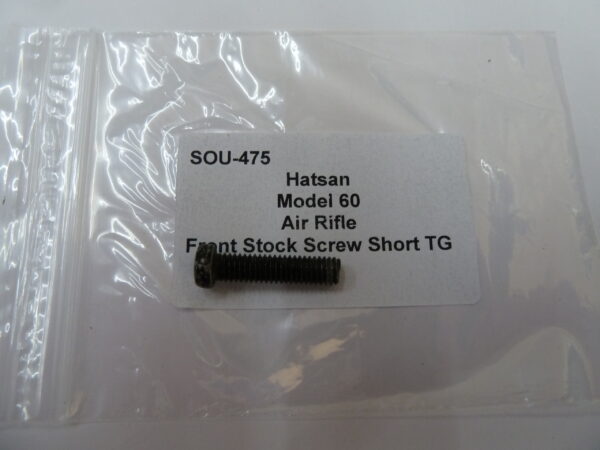 SOU-475
Hatsan
Model 60
Air Rifle
Front Stock Screw Short TG